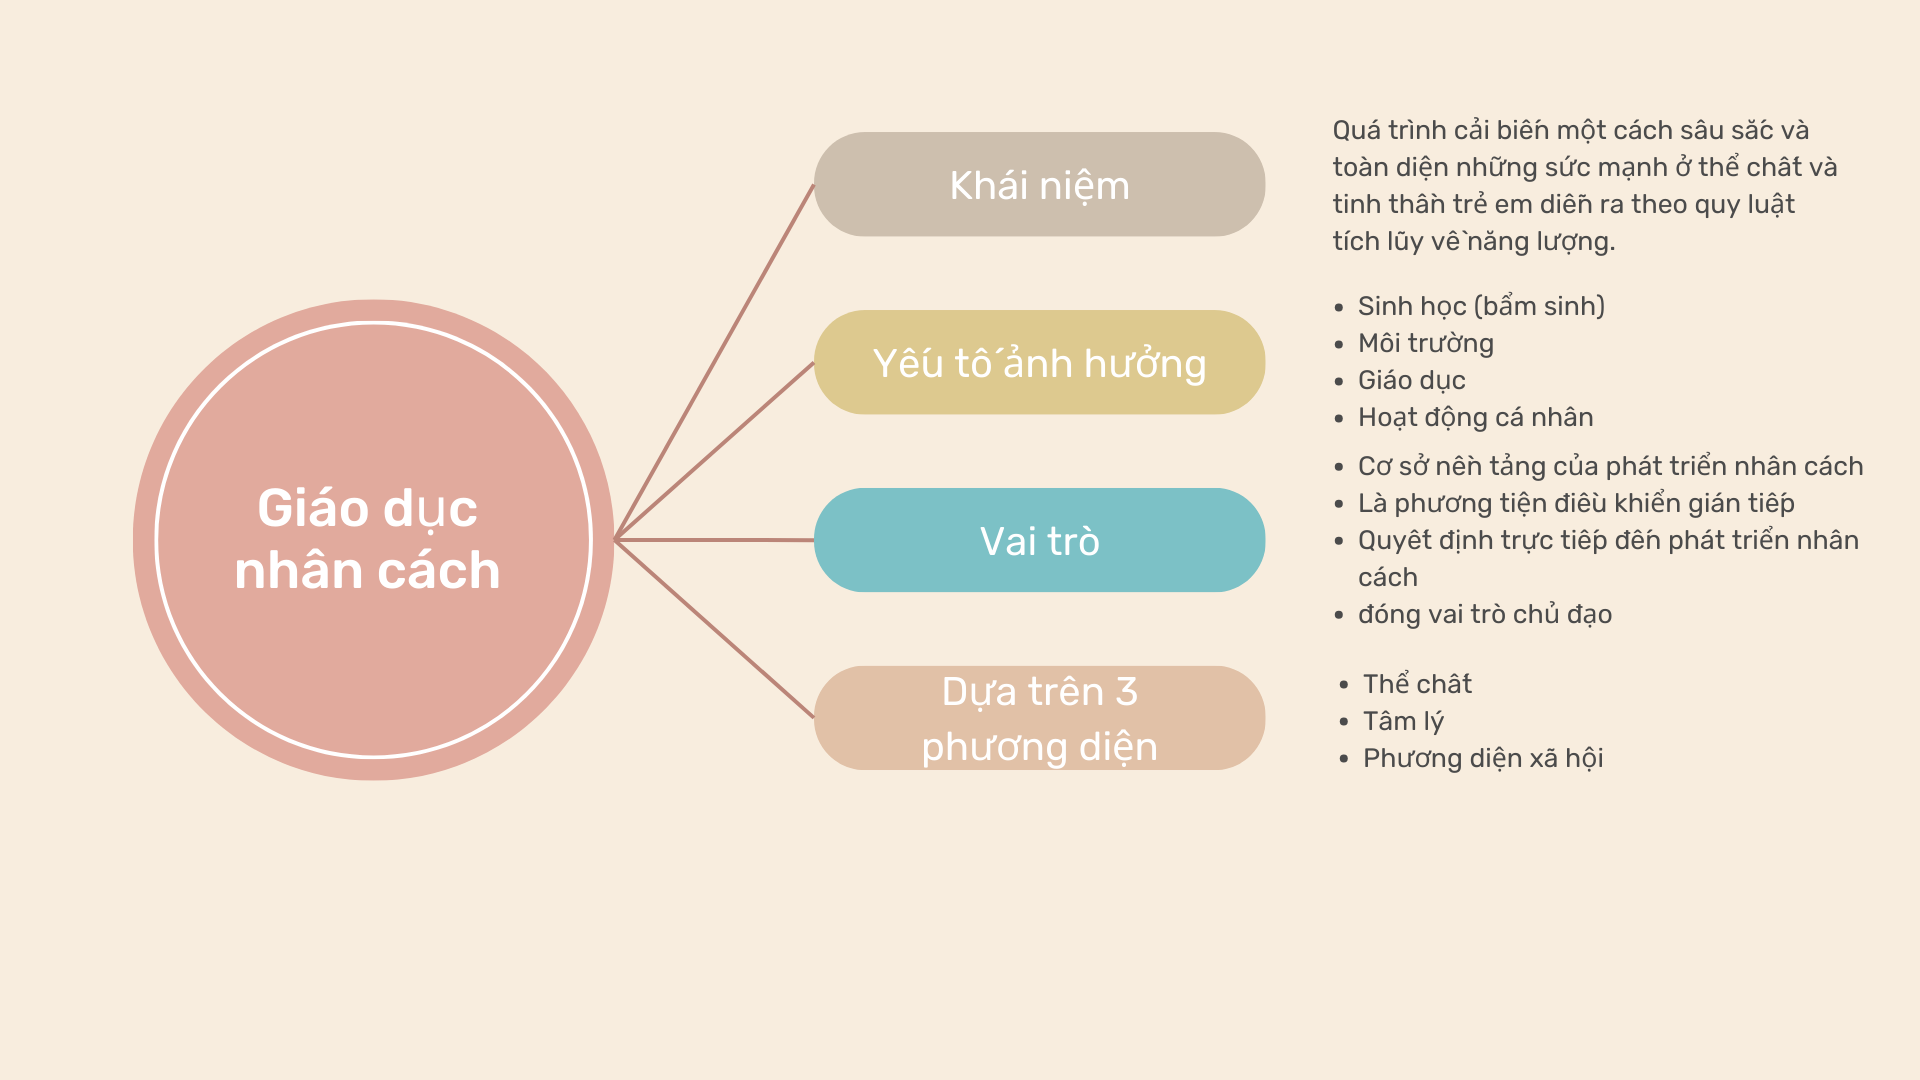 Giáo dục
nhân cách
Khái niệm
Quá trình cải biến một cách sâu sắc và
toàn diện những sức mạnh ở thể chất và
tinh thần trẻ em diễn ra theo quy luật
tích lũy về năng lượng.
Yếu tố ảnh hưởng
• Sinh học (bẩm sinh)
• Môi trường
• Giáo dục
• Hoạt động cá nhân
Vai trò
• Cơ sở nền tảng của phát triển nhân cách
• Là phương tiện điều khiển gián tiếp
• Quyết định trực tiếp đến phát triển nhân
cách
• đóng vai trò chủ đạo
Dựa trên 3
phương diện
• Thể chất
• Tâm lý
• Phương diện xã hội